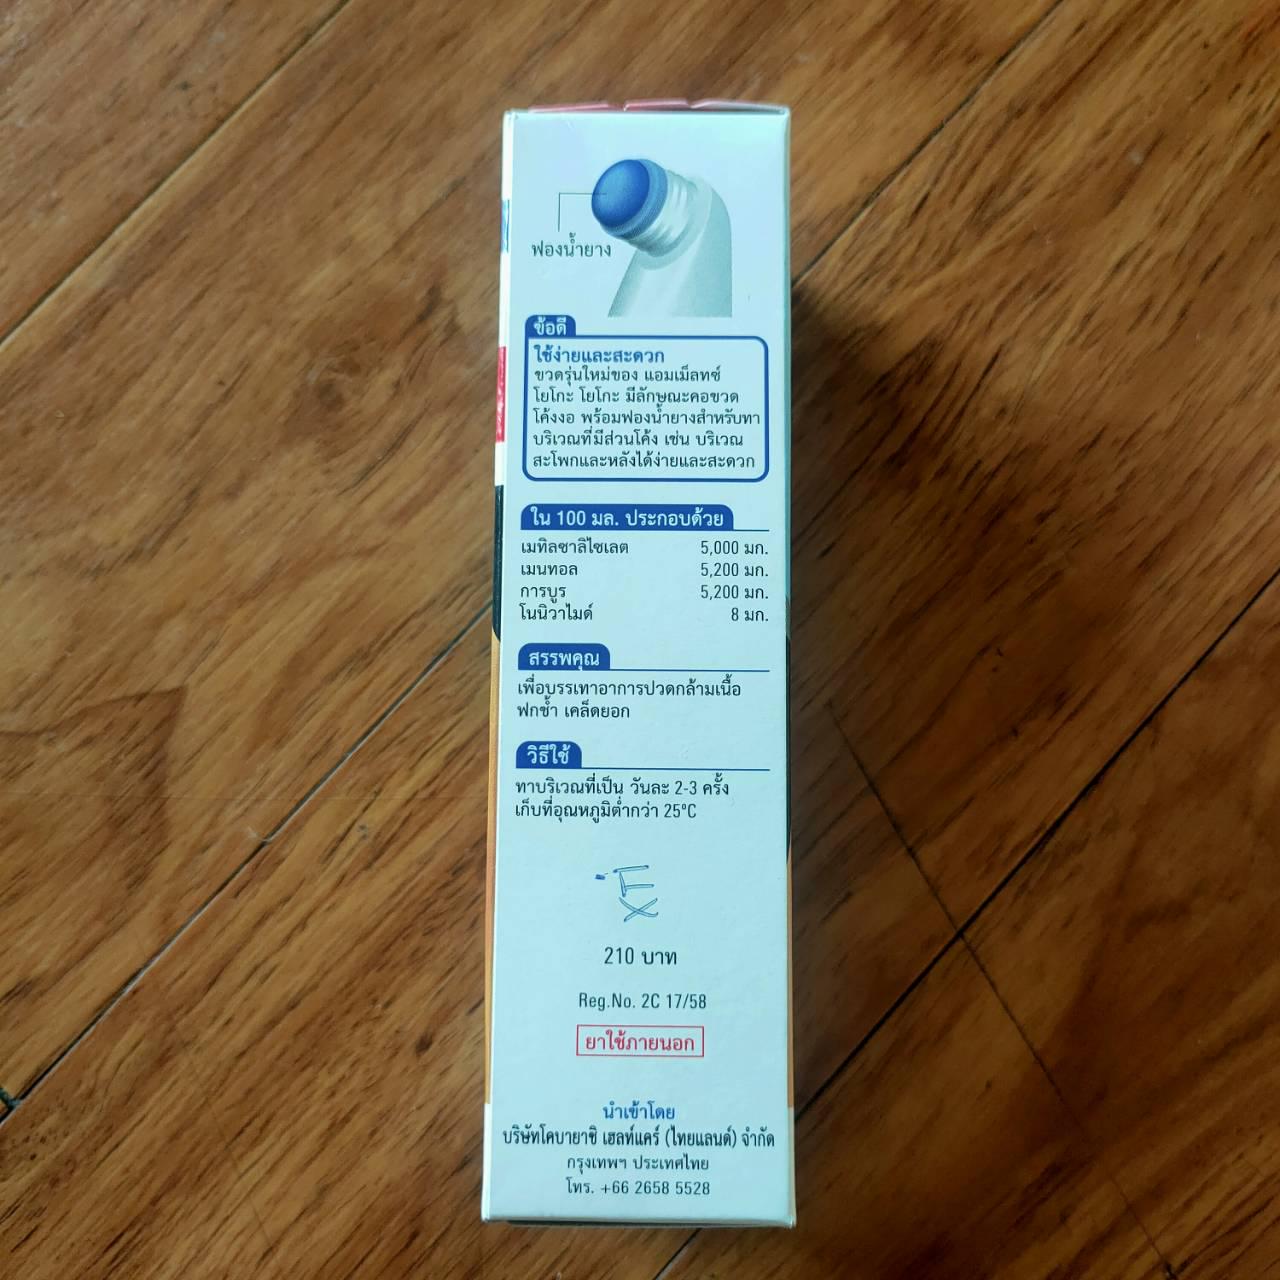 ฟองน้ำยาง
ข้อดี
ใช้ง่ายและสะดวก
ขวดรุ่นใหม่ของ แอมเม็ลทซ์
โยโกะ โยโกะ มีลักษณะคอขวด
โค้งงอ พร้อมฟองน้ำยางสำหรับทา
บริเวณที่มีส่วนโค้ง เช่น บริเวณ
สะโพกและหลังได้ง่ายและสะดวก
ใน 100 มล. ประกอบด้วย
เมทิลซาลิไซเลต 5,000 มก.
เมนทอล 5,200 มก.
การบูร 5,200 มก.
โนนิวาไมด์ 8 มก.
สรรพคุณ
เพื่อบรรเทาอาการปวดกล้ามเนื้อ
ฟกช้ำ เคล็ดยอก
วิธีใช้
ทาบริเวณที่เป็น วันละ 2-3 ครั้ง
เก็บที่อุณหภูมิต่ำกว่า 25°C
210 บาท
Reg.No. 2C 17/58
ยาใช้ภายนอก
นำเข้าโดย
บริษัทโคบายาชิ เฮลท์แคร์ (ไทยแลนด์) จำกัด
กรุงเทพฯ ประเทศไทย
โทร. +66 2658 5528